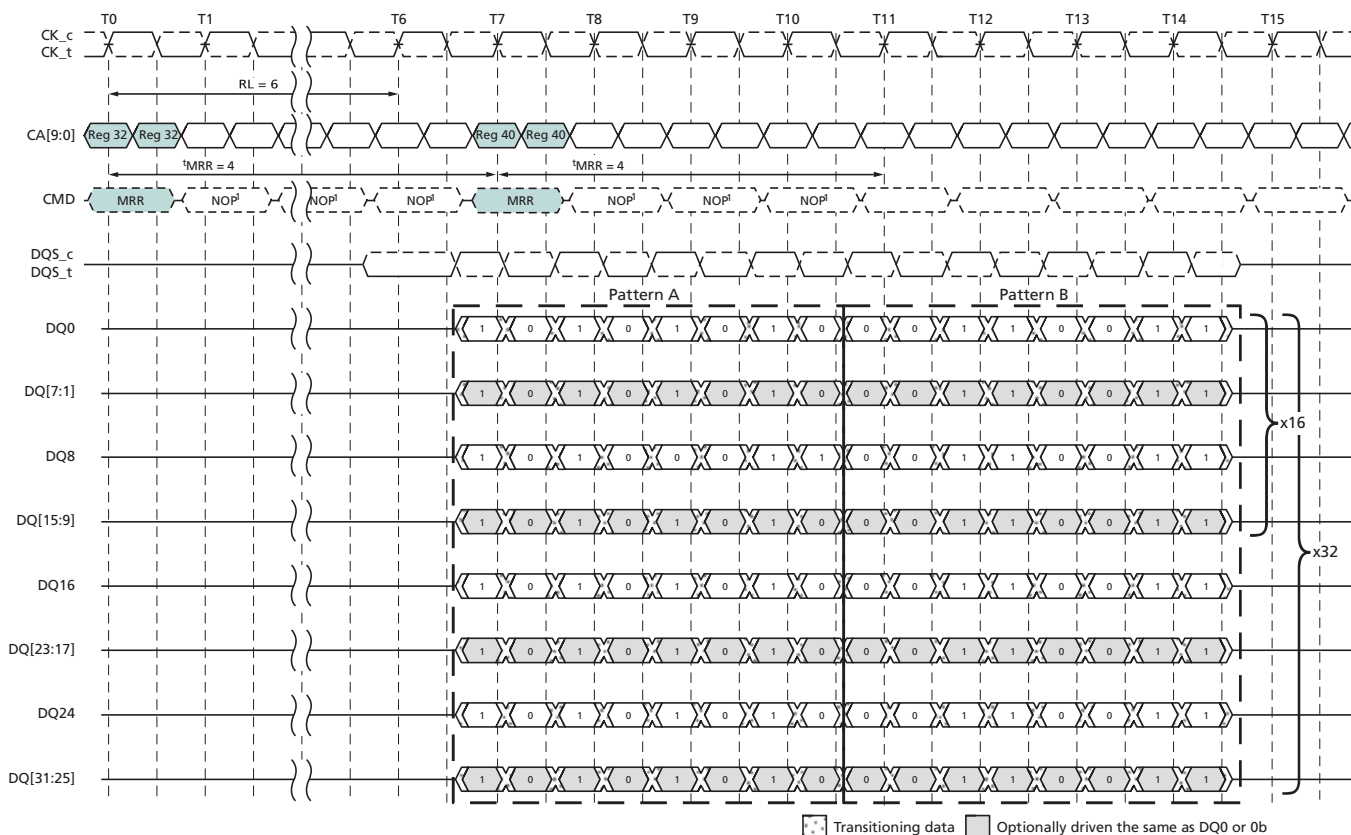 T0 T1 T6 T7 T8 T9 T10 T11 T12 T13 T14 T15
CK_c
CK_t
RL = 6
CA[9:0] Reg 32 Reg 32 Reg 40 Reg 40
tMRR = 4 tMRR = 4
CMD MRR NOP1 NOP1 NOP1 MRR NOP1 NOP1 NOP1
DQS_c
DQS_t
Pattern A Pattern B
DQ0 1 0 1 0 1 0 1 0 0 0 1 1 0 0 1 1
DQ[7:1] 1 0 1 0 1 0 1 0 0 0 1 1 0 0 1 1
x16
DQ8 1 0 1 0 0 0 1 1 0 0 1 1 0 0 1 1
DQ[15:9] 1 0 1 0 1 0 1 0 0 0 1 1 0 0 1 1
x32
DQ16 1 0 1 0 1 0 1 0 0 0 1 1 0 0 1 1
DQ[23:17] 1 0 1 0 1 0 1 0 0 0 1 1 0 0 1 1
DQ24 1 0 1 0 1 0 1 0 0 0 1 1 0 0 1 1
DQ[31:25] 1 0 1 0 1 0 1 0 0 0 1 1 0 0 1 1
Transitioning data Optionally driven the same as DQ0 or 0b